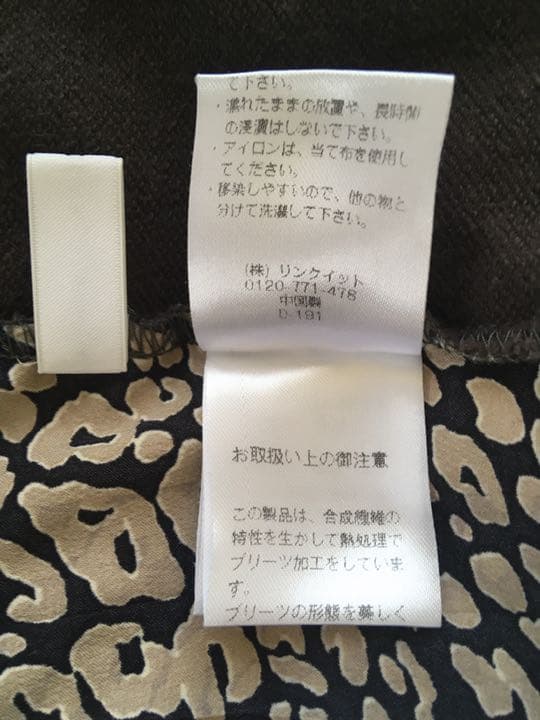 て下さい。
・濡れたままの放置や、長時間
の浸漬はしないで下さい。
・アイロンは、当て布を使用し
てください。
・移染しやすいので、他の物と
分けて洗濯して下さい。
(株)リンクイット
0120-771-478
中国製
D-191
お取扱い上の御注意
この製品は、合成繊維の
特性を生かして熱処理で
プリーツ加工をしていま
す。
プリーツの形態を美しく